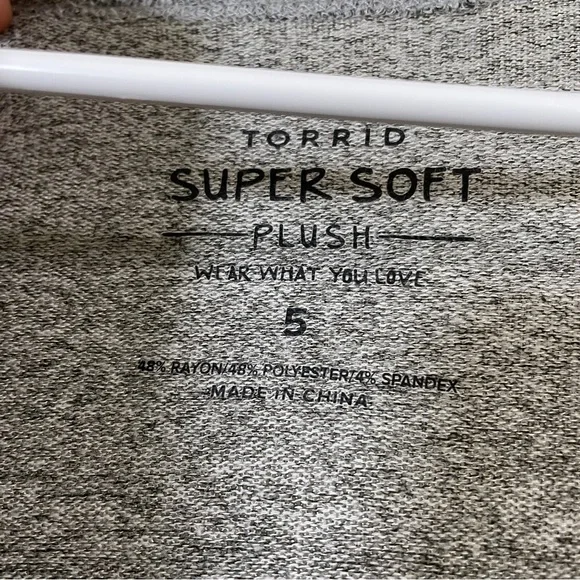 TORRID
SUPER SOFT
PLUSH
WEAR WHAT YOU LOVE
5
48% RAYON/48% POLYESTER/4% SPANDEX
MADE IN CHINA